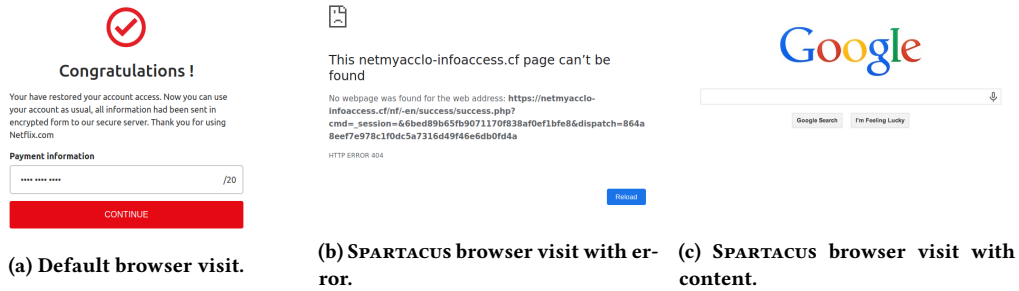 Congratulations !
Your have restored your account access. Now you can use
your account as usual, all information had been sent in
encrypted form to our secure server. Thank you for using
Netflix.com
Payment information
•••• •••• ••••
/20
CONTINUE
(a) Default browser visit.
This netmyacclo-infoaccess.cf page can't be
found
No webpage was found for the web address: https://netmyacclo-
infoaccess.cf/nf/-en/success/success.php?
cmd=_session=&6bed89b65fb9071170f838af0ef1bfe8&dispatch=864a
8eef7e978c1f0dc5a7316d49f46e6db0fd4a
HTTP ERROR 404
Reload
(b) SPARTACUS browser visit with er-
ror.
Google
Google Search
I'm Feeling Lucky
(c) SPARTACUS browser visit with
content.